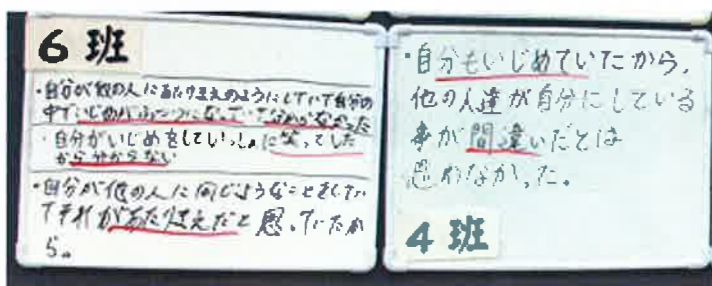 6班
・自分が他の人にあたりまえのようにしていて自分の
中でいじめがふつうになっていて分からなかった
・自分がいじめをしていっしょに笑ってした
から分からない
・自分が他の人に同じようなことをしてい
てそれがあたりまえだと思っていたか
ら。
・自分もいじめていたから、
他の人達が自分にしている
事が間違いだとは
思わなかった。
4班